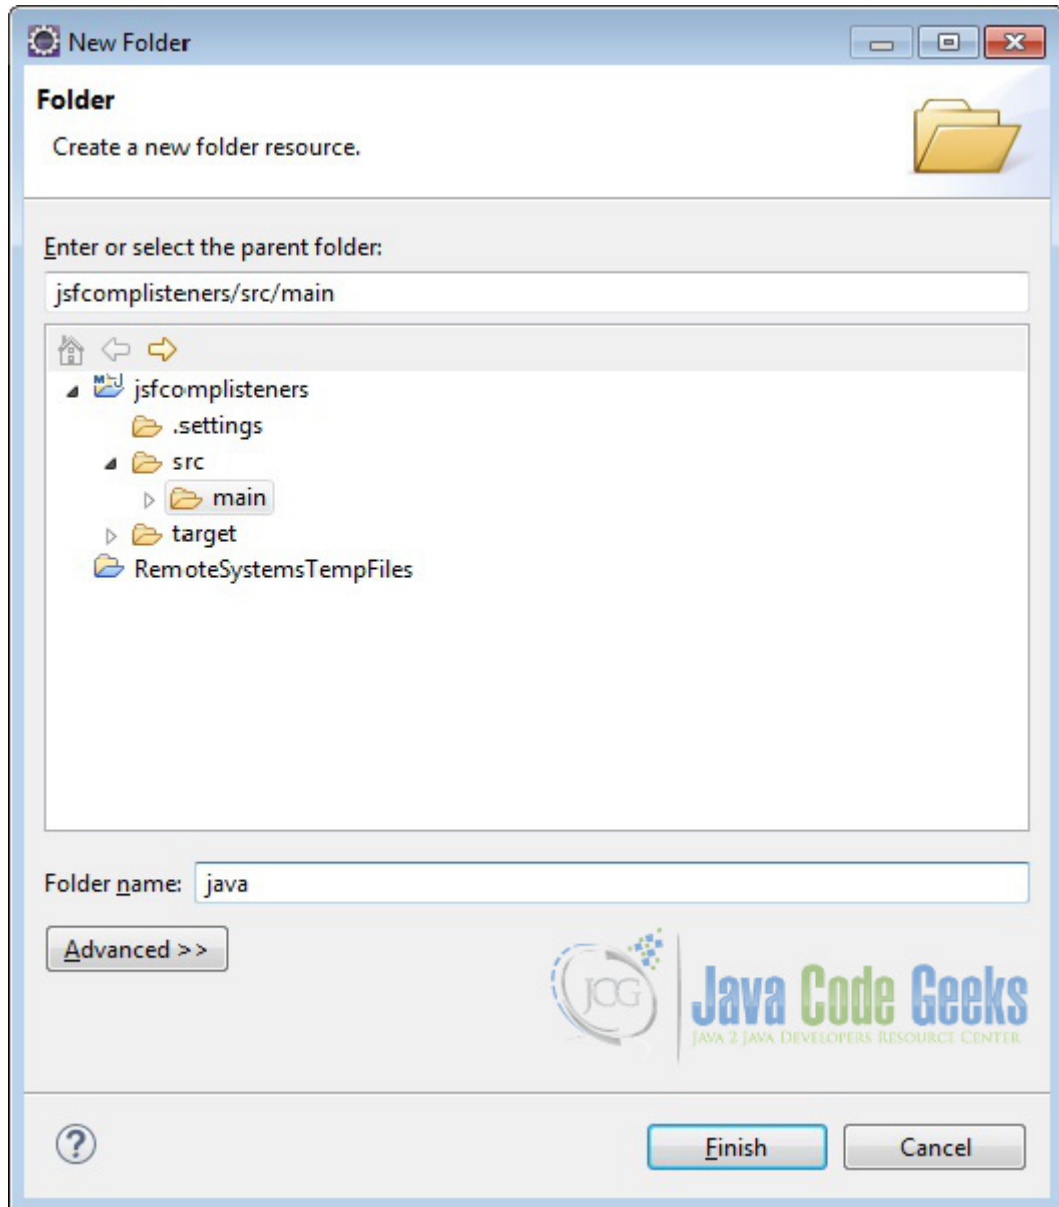 New Folder
Folder
Create a new folder resource.
Enter or select the parent folder:
jsfcomplisteners/src/main
jsfcomplisteners
.settings
src
main
target
RemoteSystemsTempFiles
Folder name: java
Advanced >>
JCG
Java Code Geeks
JAVA 2 JAVA DEVELOPERS RESOURCE CENTER
? Finish Cancel